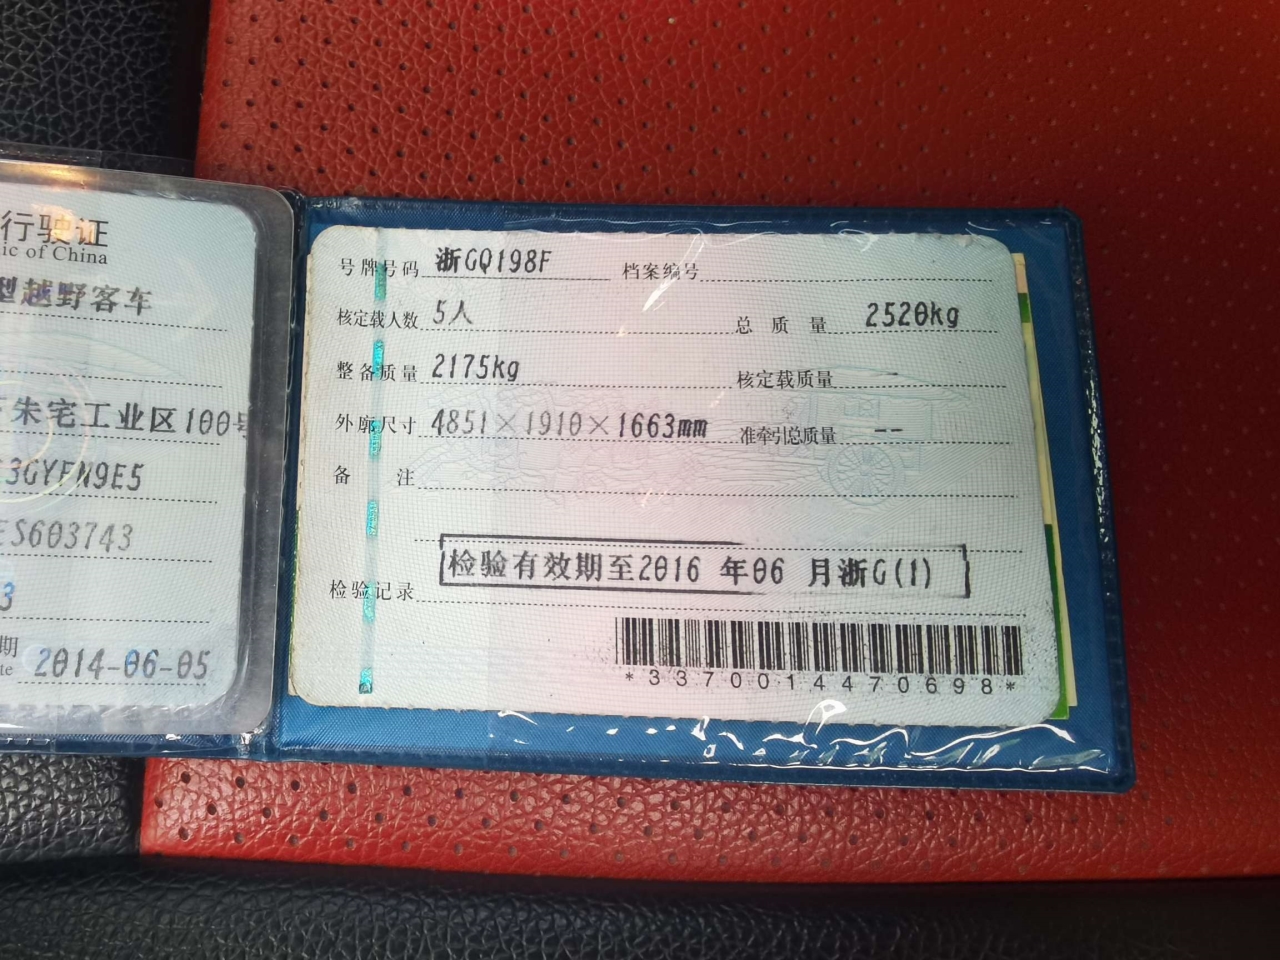 行驶证
ic of China
型越野客车
朱宅工业区100号
3GYFN9E5
ES603743
3
期
te 2014-06-05
号牌号码 浙GQ198F 档案编号
核定载人数 5人 总质量 2520kg
整备质量 2175kg 核定载质量 --
外廓尺寸 4851×1910×1663mm 准牵引总质量 --
备注
检验记录 检验有效期至2016年06月浙G(1)
*3370014470698*